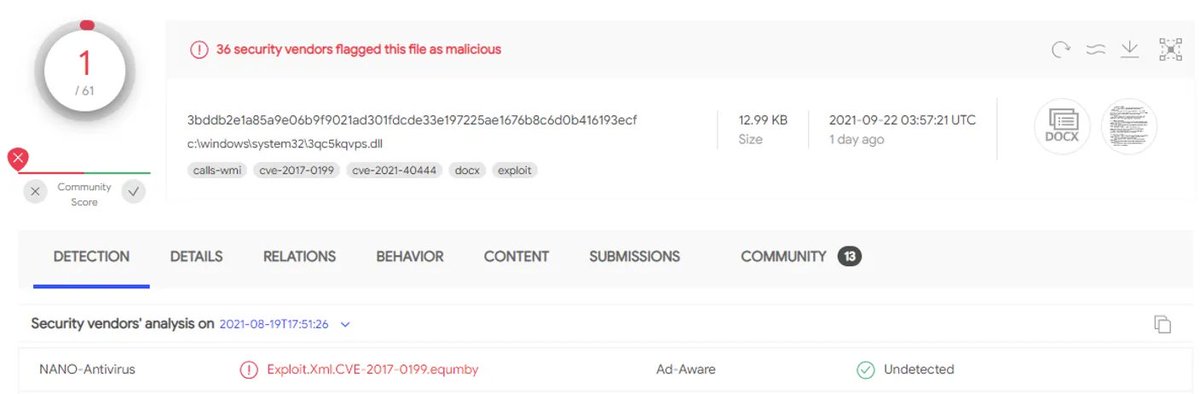 1
/ 61
Community
Score
36 security vendors flagged this file as malicious
3bddb2e1a85a9e06b9f9021ad301fdcde33e197225ae1676b8c6d0b416193ecf
c:\windows\system32\3qc5kqvps.dll
calls-wmi cve-2017-0199 cve-2021-40444 docx exploit
12.99 KB
Size
2021-09-22 03:57:21 UTC
1 day ago
DOCX
DETECTION DETAILS RELATIONS BEHAVIOR CONTENT SUBMISSIONS COMMUNITY 13
Security vendors' analysis on 2021-08-19T17:51:26
NANO-Antivirus Exploit.Xml.CVE-2017-0199.equmby Ad-Aware Undetected